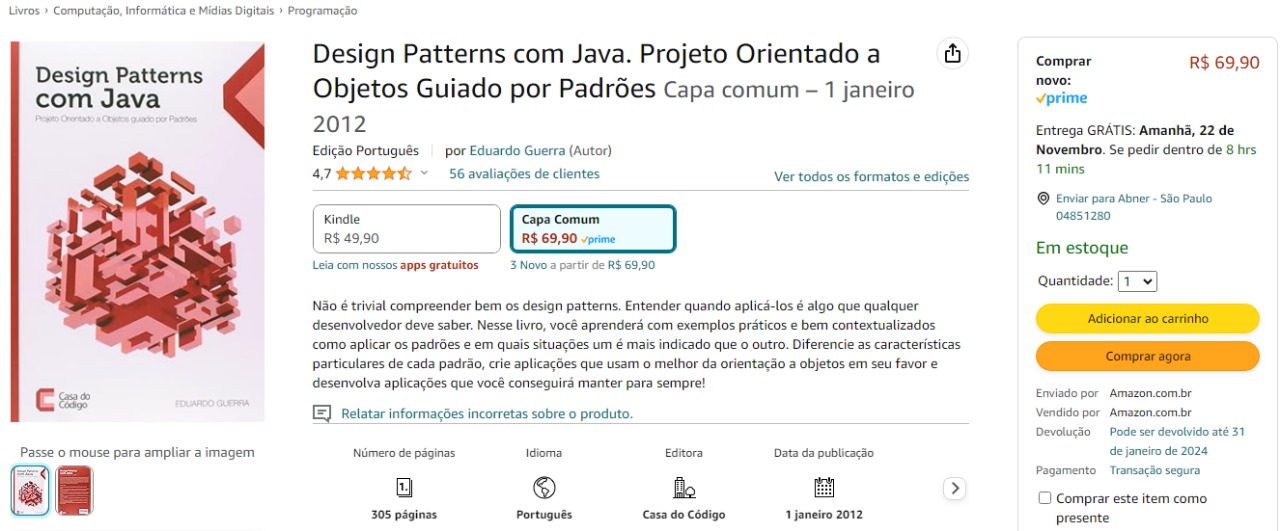 Livros › Computação, Informática e Mídias Digitais › Programação
Design Patterns
com Java
Projeto Orientado a Objetos guiado por Padrões
Casa do
Código
EDUARDO GUERRA
Passe o mouse para ampliar a imagem
Design Patterns com Java. Projeto Orientado a
Objetos Guiado por Padrões Capa comum – 1 janeiro
2012
Edição Português | por Eduardo Guerra (Autor)
4,7 56 avaliações de clientes
Ver todos os formatos e edições
Kindle
R$ 49,90
Leia com nossos apps gratuitos
Capa Comum
R$ 69,90 prime
3 Novo a partir de R$ 69,90
Não é trivial compreender bem os design patterns. Entender quando aplicá-los é algo que qualquer
desenvolvedor deve saber. Nesse livro, você aprenderá com exemplos práticos e bem contextualizados
como aplicar os padrões e em quais situações um é mais indicado que o outro. Diferencie as características
particulares de cada padrão, crie aplicações que usam o melhor da orientação a objetos em seu favor e
desenvolva aplicações que você conseguirá manter para sempre!
Relatar informações incorretas sobre o produto.
Número de páginas
305 páginas
Idioma
Português
Editora
Casa do Código
Data da publicação
1 janeiro 2012
Comprar
novo:
R$ 69,90
prime
Entrega GRÁTIS: Amanhã, 22 de
Novembro. Se pedir dentro de 8 hrs
11 mins
Enviar para Abner - São Paulo
04851280
Em estoque
Quantidade: 1
Adicionar ao carrinho
Comprar agora
Enviado por Amazon.com.br
Vendido por Amazon.com.br
Devolução Pode ser devolvido até 31
de janeiro de 2024
Pagamento Transação segura
Comprar este item como
presente